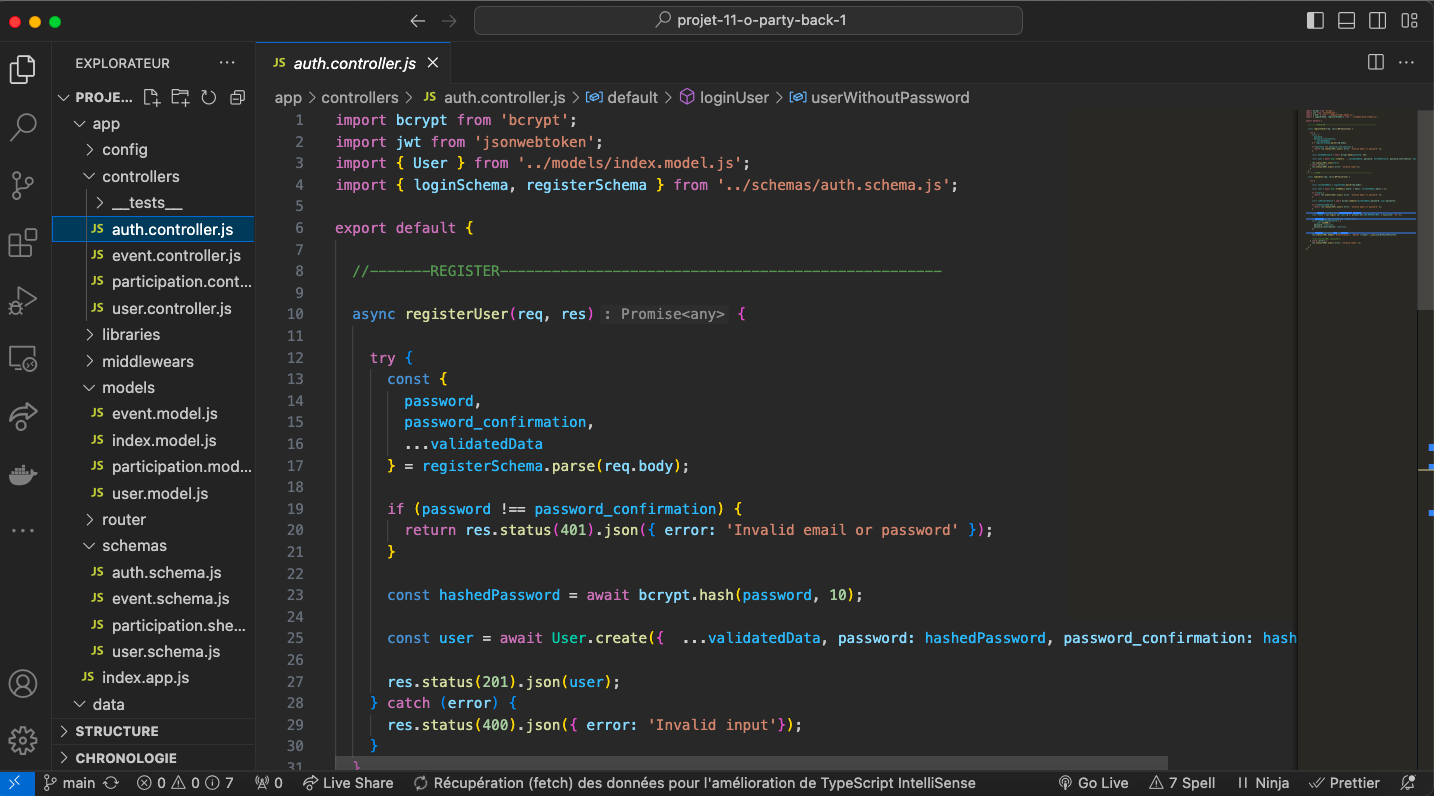 projet-11-o-party-back-1
EXPLORATEUR
PROJE...
app
config
controllers
__tests__
JS auth.controller.js
JS event.controller.js
JS participation.cont...
JS user.controller.js
libraries
middlewears
models
JS event.model.js
JS index.model.js
JS participation.mod...
JS user.model.js
router
schemas
JS auth.schema.js
JS event.schema.js
JS participation.she...
JS user.schema.js
JS index.app.js
data
STRUCTURE
CHRONOLOGIE
JS auth.controller.js
app > controllers > JS auth.controller.js > default > loginUser > userWithoutPassword
1 import bcrypt from 'bcrypt';
2 import jwt from 'jsonwebtoken';
3 import { User } from '../models/index.model.js';
4 import { loginSchema, registerSchema } from '../schemas/auth.schema.js';
5
6 export default {
7
8 //-------REGISTER---------------------------------------------------
9
10 async registerUser(req, res) : Promise<any> {
11
12 try {
13 const {
14 password,
15 password_confirmation,
16 ...validatedData
17 } = registerSchema.parse(req.body);
18
19 if (password !== password_confirmation) {
20 return res.status(401).json({ error: 'Invalid email or password' });
21 }
22
23 const hashedPassword = await bcrypt.hash(password, 10);
24
25 const user = await User.create({  ...validatedData, password: hashedPassword, password_confirmation: hash
26
27 res.status(201).json(user);
28 } catch (error) {
29 res.status(400).json({ error: 'Invalid input'});
30 }
31 }
main 0 0 7 0 Live Share Récupération (fetch) des données pour l'amélioration de TypeScript IntelliSense Go Live 7 Spell Ninja Prettier